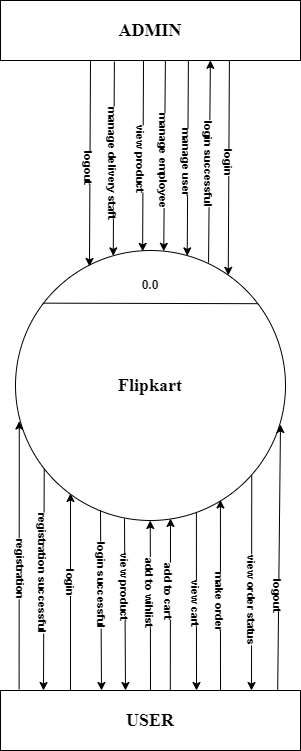 ADMIN
logout
manage delivery staft
view product
manage employee
manage user
login successful
login
0.0
Flipkart
registration
registration successful
login
login successful
view product
add to wihlist
add to cart
view cart
make order
view order status
logout
USER